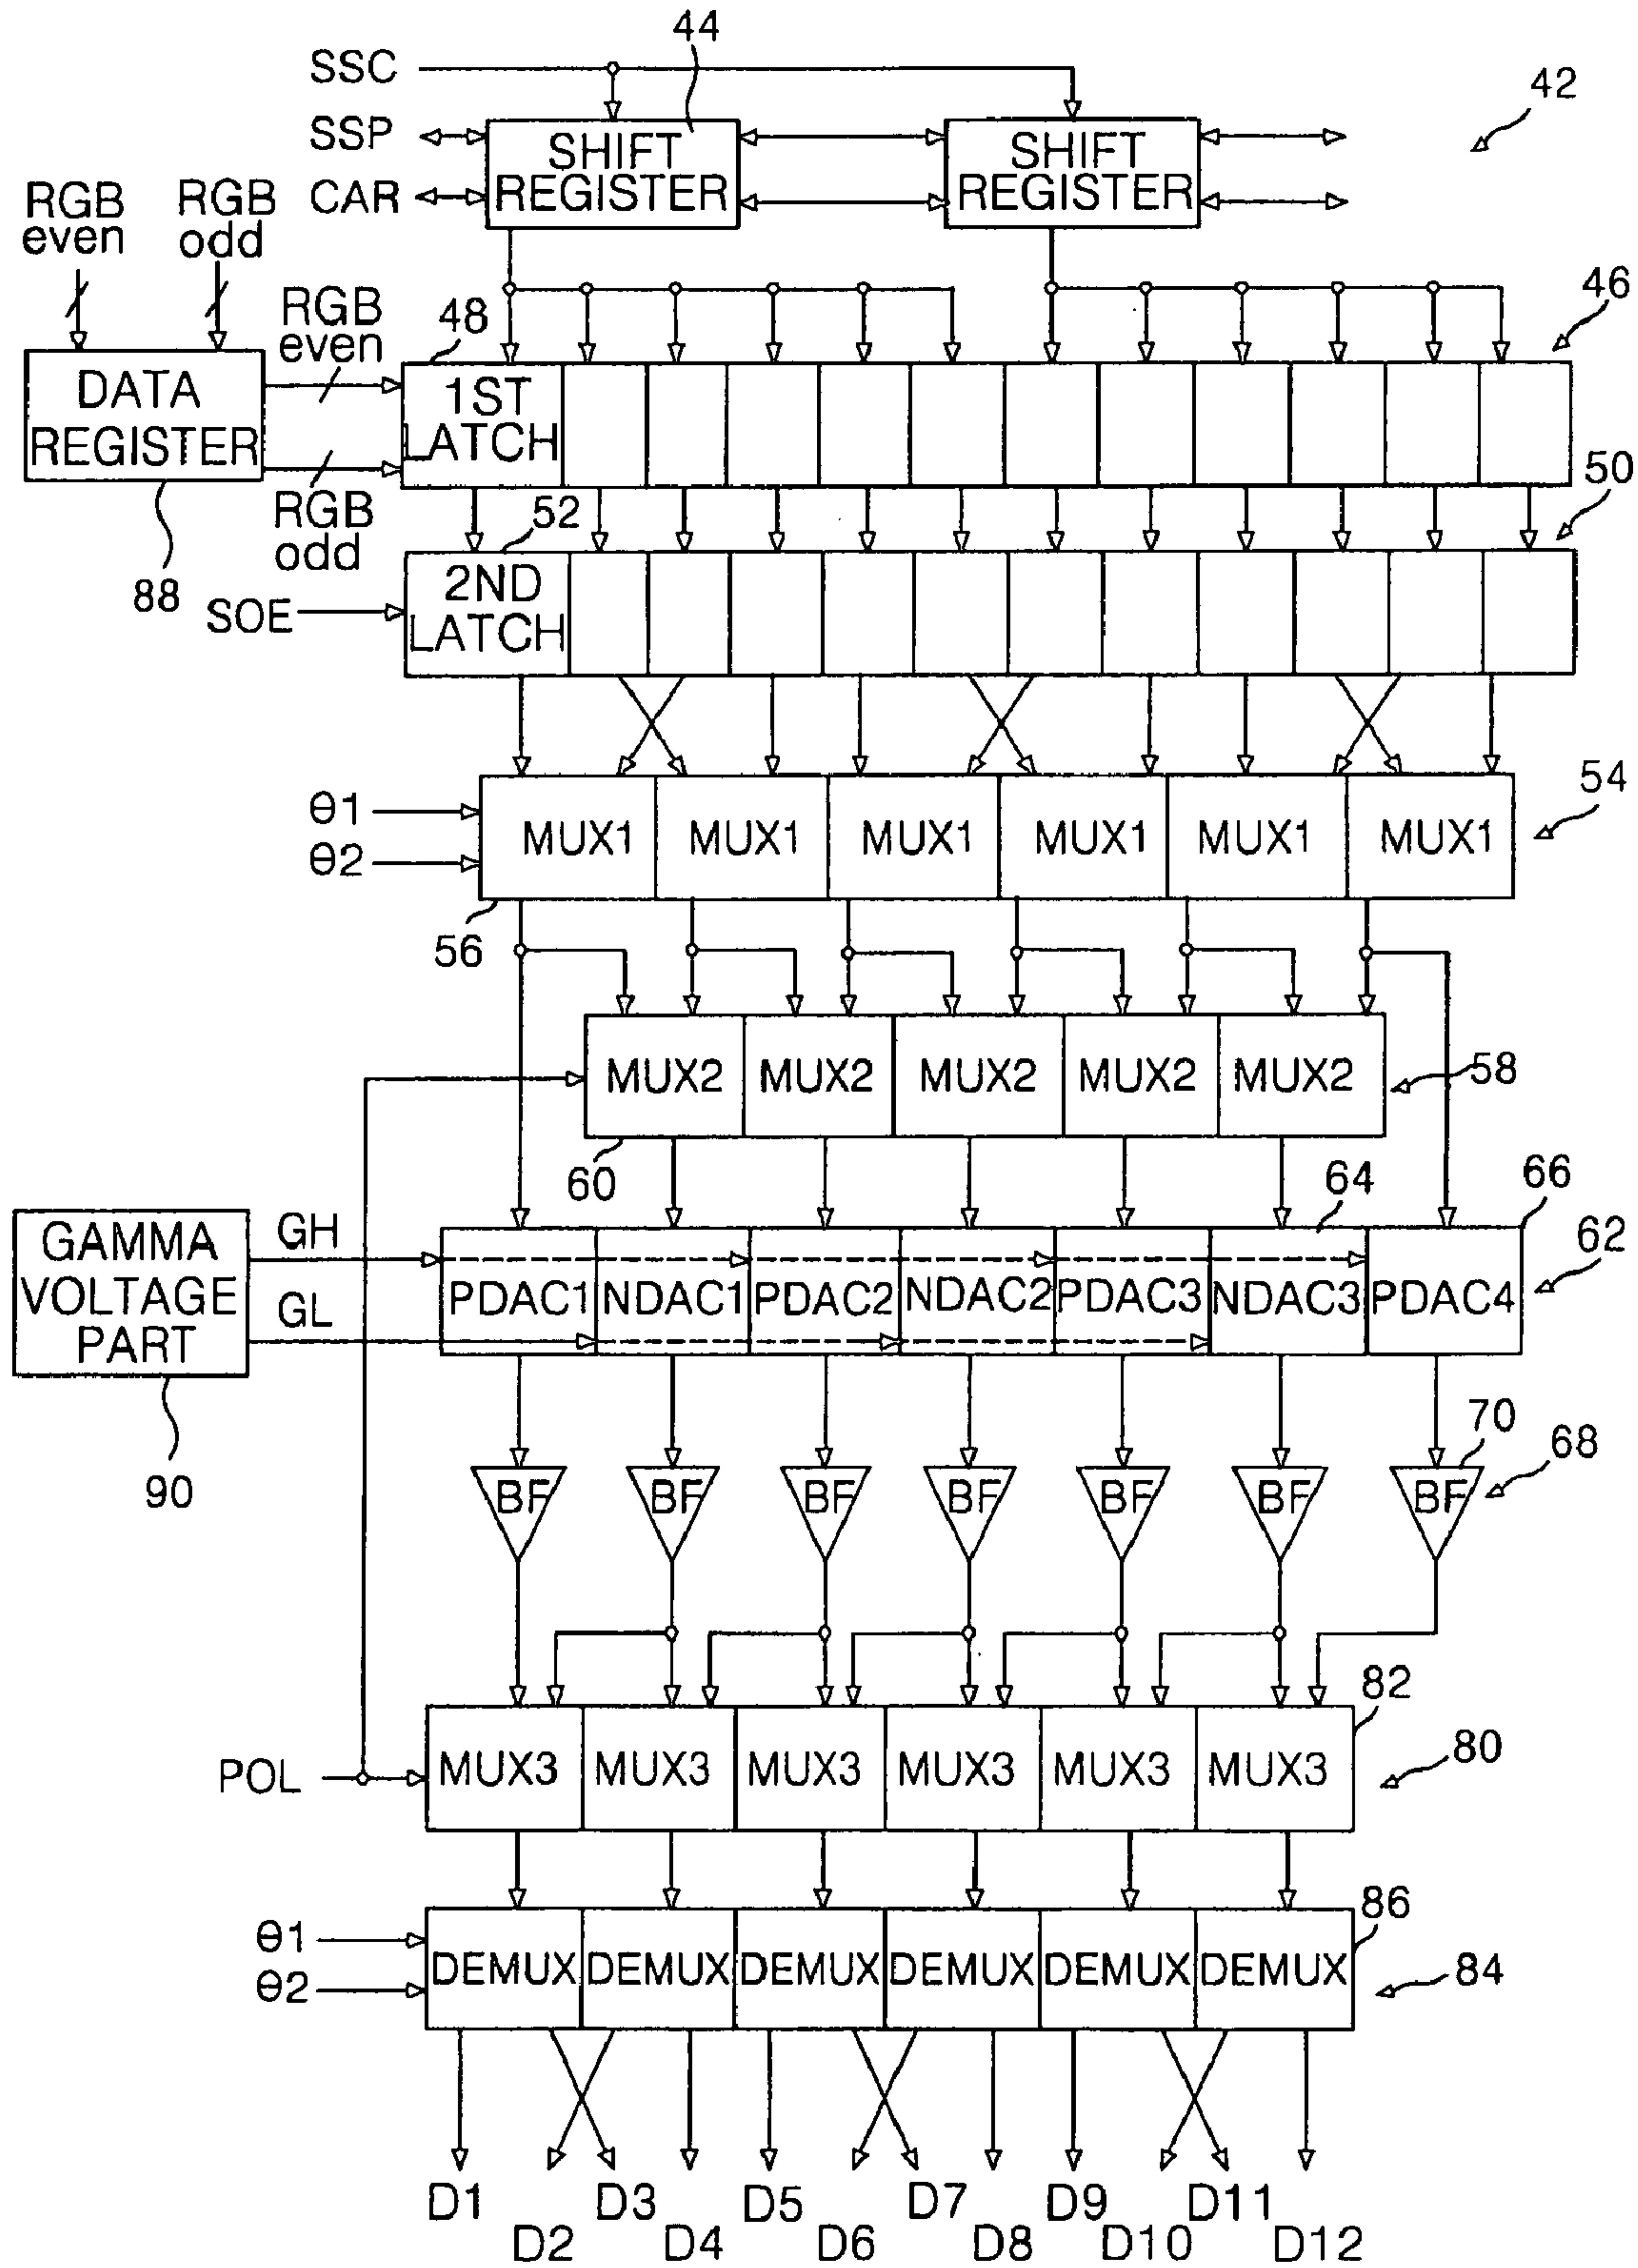 44
SSC
42
SSP
SHIFT
REGISTER
SHIFT
REGISTER
CAR
RGB
even
RGB
odd
RGB
even
48
46
DATA
REGISTER
1ST
LATCH
RGB
odd
52
50
88
SOE
2ND
LATCH
θ1
θ2
MUX1 MUX1 MUX1 MUX1 MUX1 MUX1
54
56
MUX2 MUX2 MUX2 MUX2 MUX2
58
60
64
66
62
GAMMA
VOLTAGE
PART
GH
GL
PDAC1 NDAC1 PDAC2 NDAC2 PDAC3 NDAC3 PDAC4
90
70
68
BF BF BF BF BF BF BF
82
POL
MUX3 MUX3 MUX3 MUX3 MUX3 MUX3
80
86
θ1
θ2
DEMUX DEMUX DEMUX DEMUX DEMUX DEMUX
84
D1 D3 D5 D7 D9 D11
D2 D4 D6 D8 D10 D12